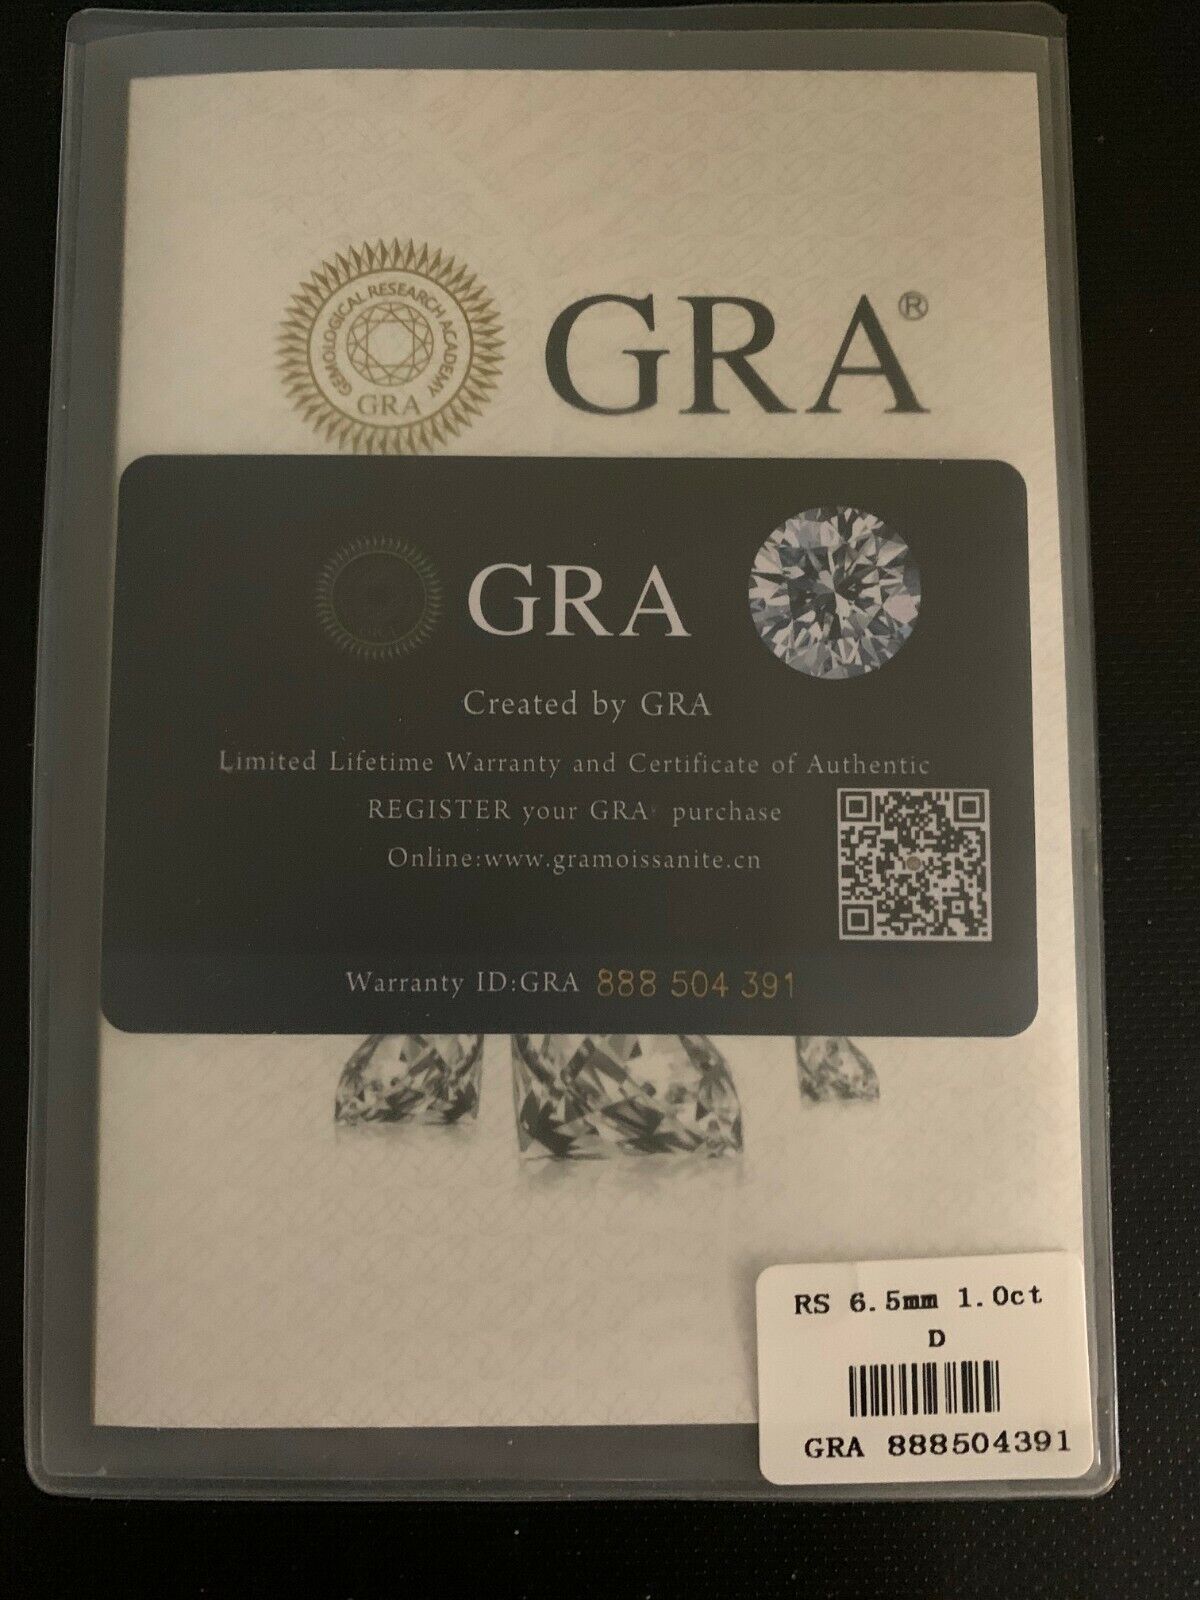 GEMOLOGICAL RESEARCH ACADEMY
GRA
GRA®
GRA
Created by GRA
Limited Lifetime Warranty and Certificate of Authentic
REGISTER your GRA purchase
Online:www.gramoissanite.cn
Warranty ID:GRA 888 504 391
RS 6.5mm 1.0ct
D
GRA 888504391